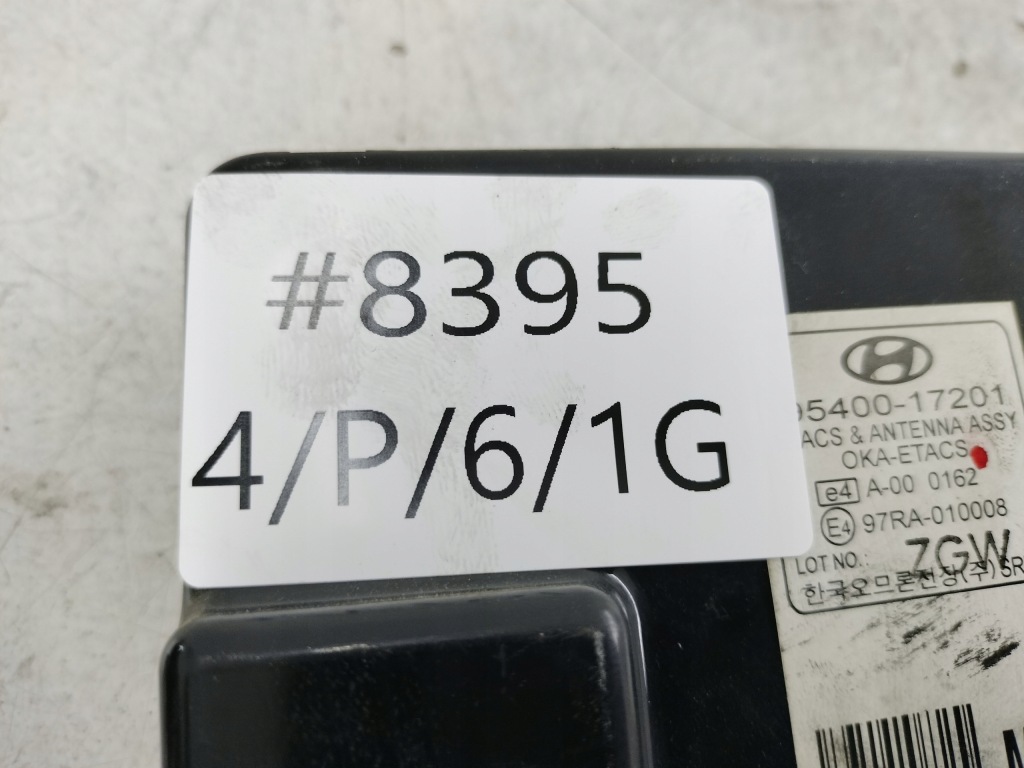 #8395
4/P/6/1G
95400-17201
ACS & ANTENNA ASSY
OKA-ETACS
e4 A-00 0162
E4 97RA-010008
LOT NO.: ZGW
한국오므론전장(주) SR